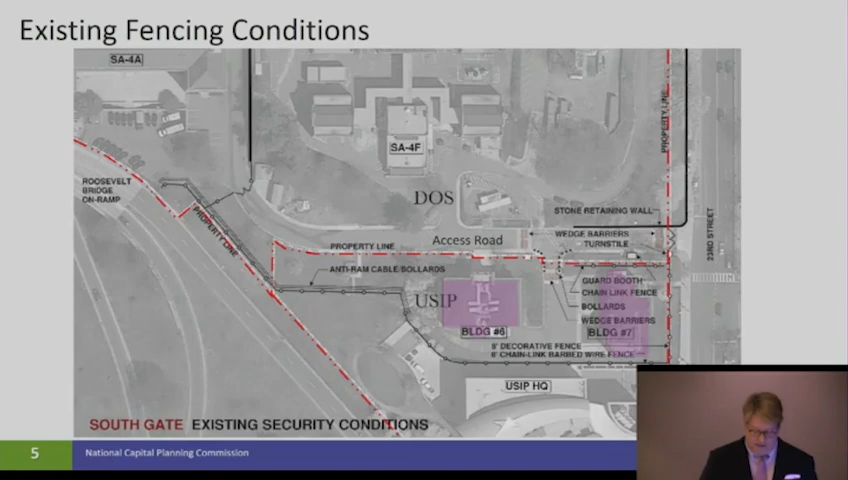 Existing Fencing Conditions
SA-4A
SA-4F
PROPERTY LINE
ROOSEVELT
BRIDGE
ON-RAMP
DOS
STONE RETAINING WALL
23RD STREET
PROPERTY LINE
PROPERTY LINE
Access Road
WEDGE BARRIERS
TURNSTILE
ANTI-RAM CABLE/BOLLARDS
GUARD BOOTH
CHAIN LINK FENCE
USIP
BOLLARDS
WEDGE BARRIERS
BLDG #6
BLDG #7
8' DECORATIVE FENCE
8' CHAIN-LINK BARBED WIRE FENCE
USIP HQ
SOUTH GATE EXISTING SECURITY CONDITIONS
5
National Capital Planning Commission